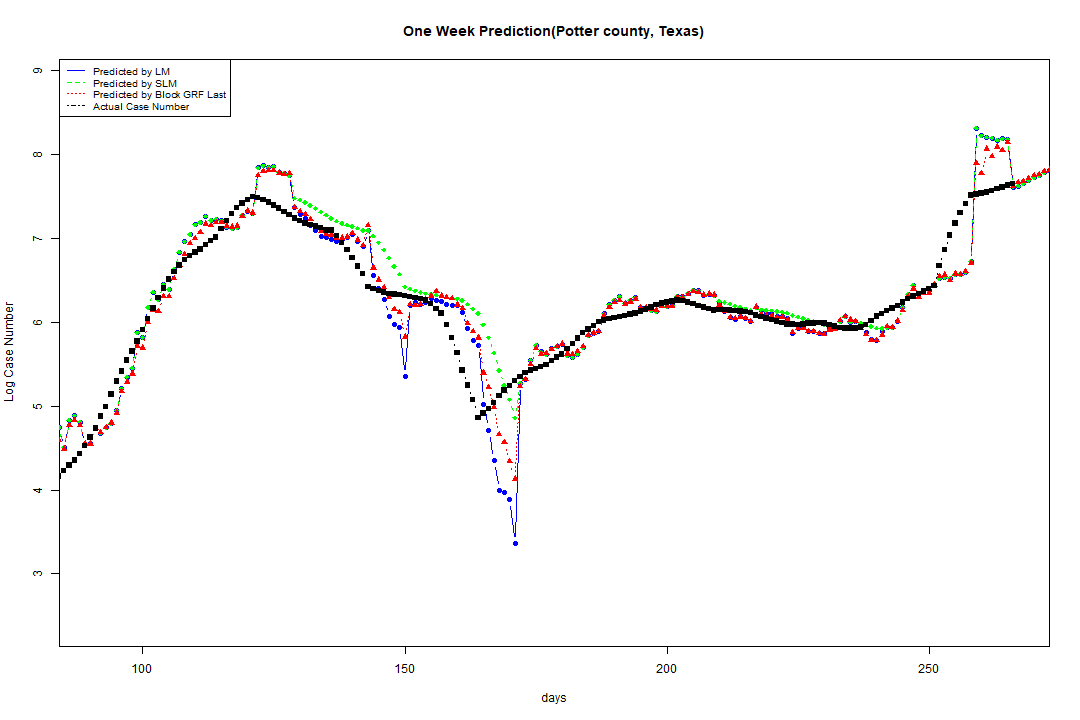 One Week Prediction(Potter county, Texas)
Predicted by LM
Predicted by SLM
Predicted by Block GRF Last
Actual Case Number
9
8
7
6
5
4
3
Log Case Number
100 150 200 250
days